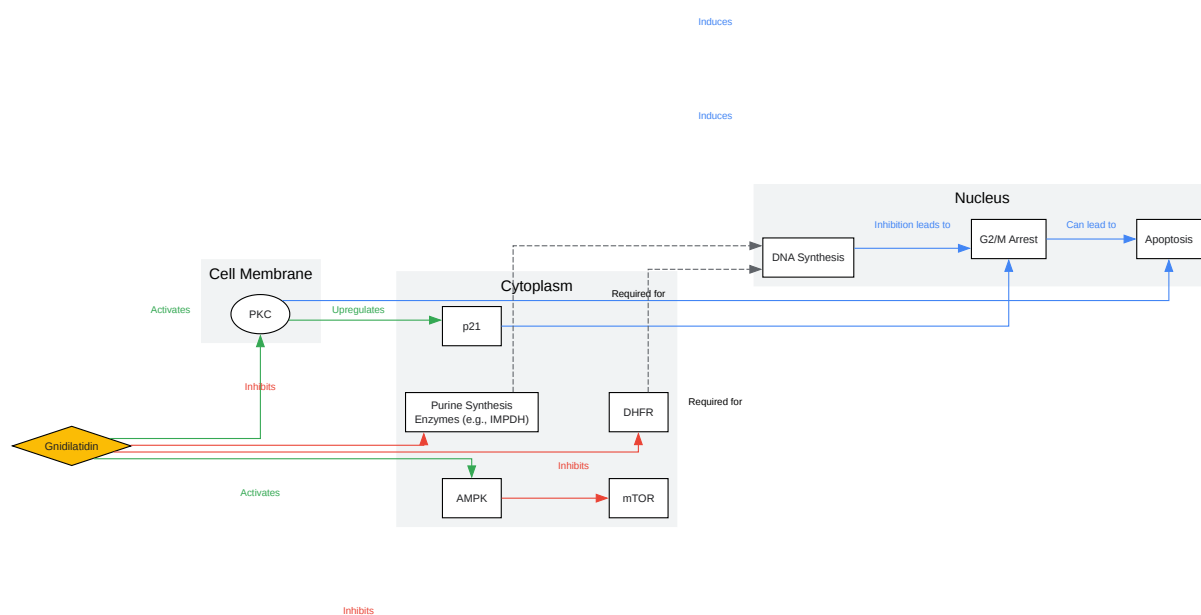 Induces
Induces
Nucleus
Inhibition leads to
Can lead to
G2/M Arrest
Apoptosis
DNA Synthesis
Cell Membrane
Cytoplasm
Required for
Activates
PKC
Upregulates
p21
Inhibits
Purine Synthesis
Enzymes (e.g., IMPDH)
DHFR
Required for
Gnidilatidin
Inhibits
Activates
AMPK
mTOR
Inhibits